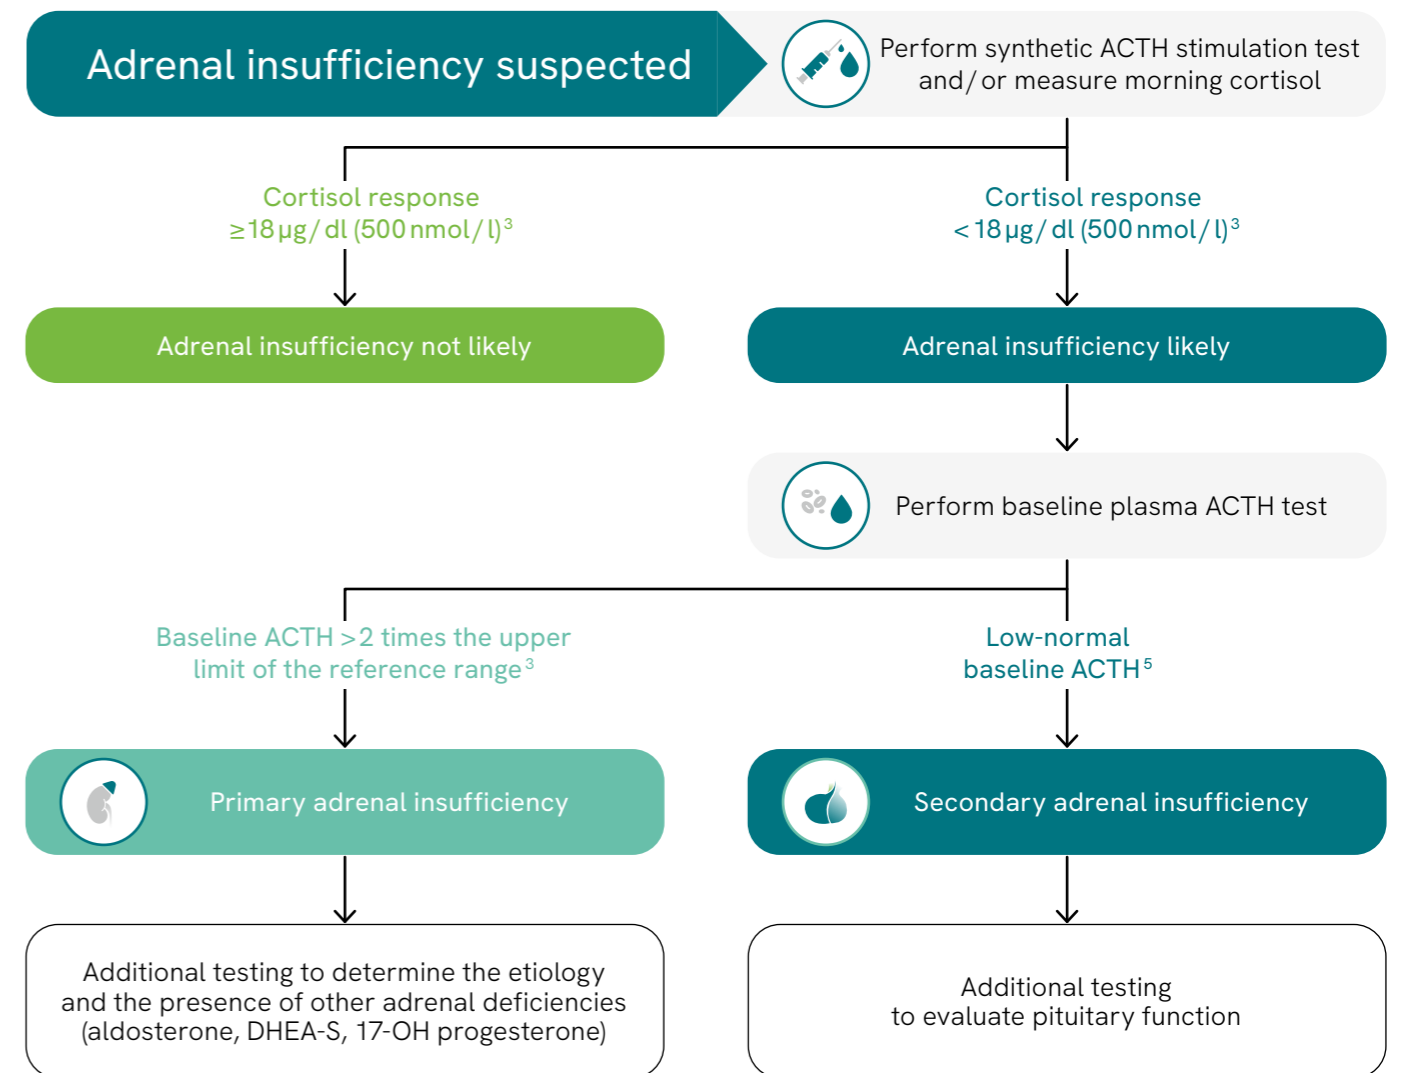 Adrenal insufficiency suspected
Perform synthetic ACTH stimulation test
and/or measure morning cortisol
Cortisol response
≥18 µg/dl (500 nmol/l)³
Cortisol response
<18 µg/dl (500 nmol/l)³
Adrenal insufficiency not likely
Adrenal insufficiency likely
Perform baseline plasma ACTH test
Baseline ACTH >2 times the upper
limit of the reference range³
Low-normal
baseline ACTH⁵
Primary adrenal insufficiency
Secondary adrenal insufficiency
Additional testing to determine the etiology
and the presence of other adrenal deficiencies
(aldosterone, DHEA-S, 17-OH progesterone)
Additional testing
to evaluate pituitary function